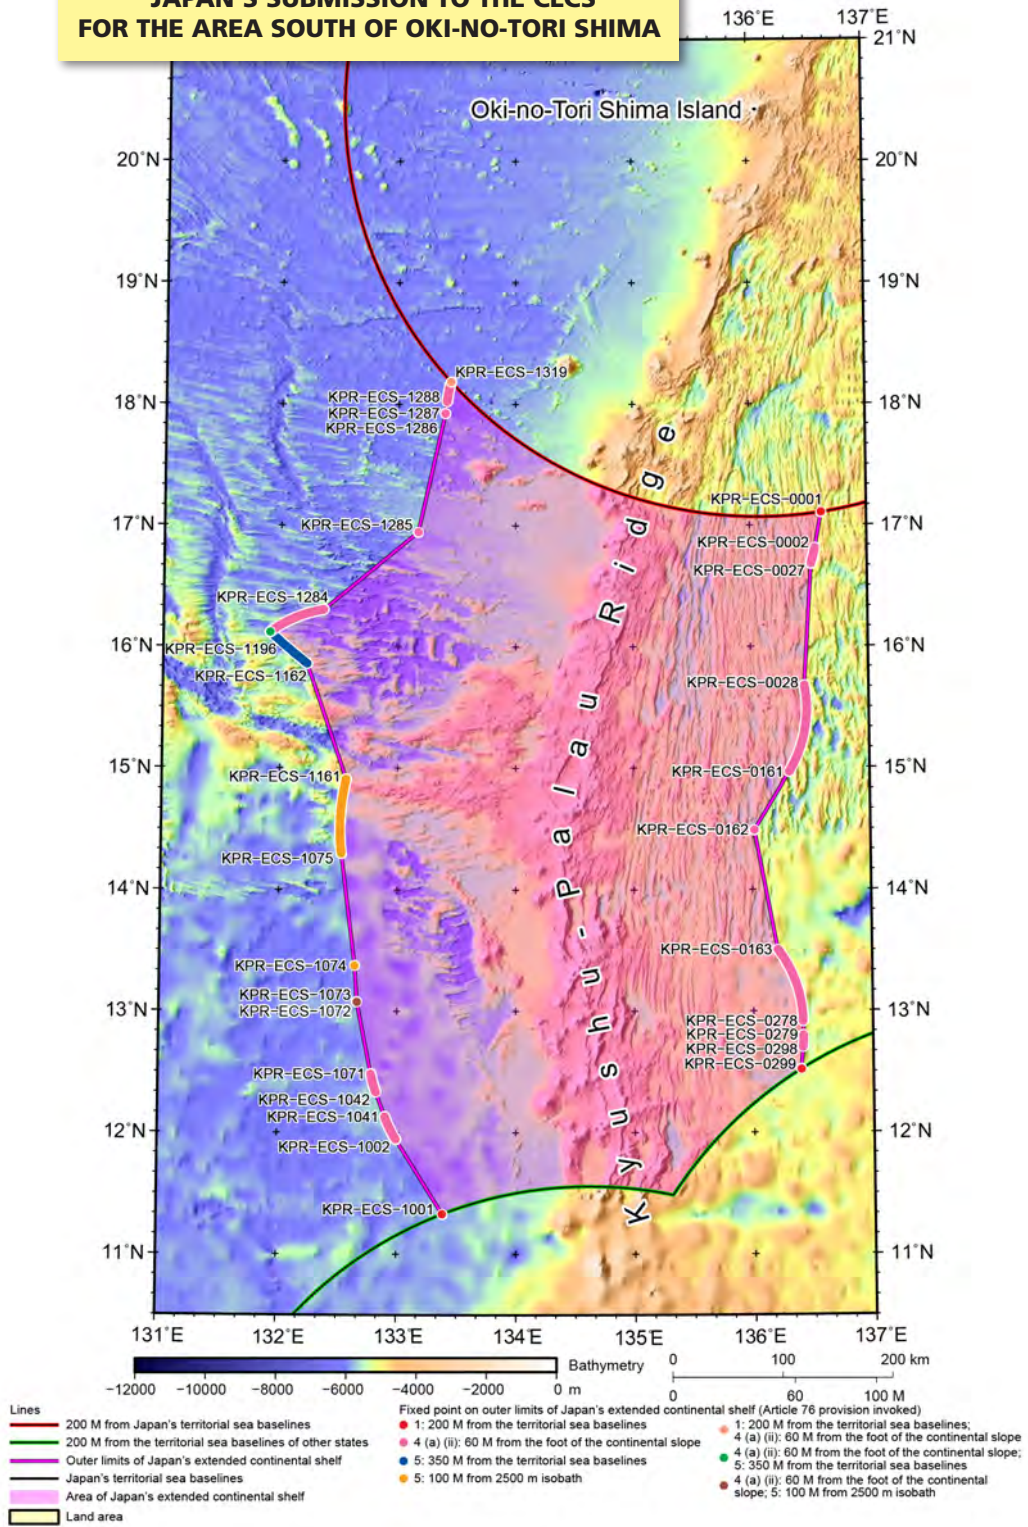 JAPAN'S SUBMISSION TO THE CLCS
FOR THE AREA SOUTH OF OKI-NO-TORI SHIMA
136°E
137°E
21°N
Oki-no-Tori Shima Island
20°N
20°N
19°N
19°N
KPR-ECS-1319
KPR-ECS-1288
18°N
18°N
KPR-ECS-1287
KPR-ECS-1286
KPR-ECS-0001
17°N
KPR-ECS-1285
17°N
KPR-ECS-0002
KPR-ECS-0027
KPR-ECS-1284
16°N
KPR-ECS-1196
16°N
KPR-ECS-1162
KPR-ECS-0028
15°N
KPR-ECS-0161
15°N
KPR-ECS-1161
KPR-ECS-0162
KPR-ECS-1075
14°N
14°N
KPR-ECS-0163
KPR-ECS-1074
KPR-ECS-1073
13°N
13°N
KPR-ECS-1072
KPR-ECS-0278
KPR-ECS-0279
KPR-ECS-0298
KPR-ECS-0299
KPR-ECS-1071
KPR-ECS-1042
KPR-ECS-1041
12°N
12°N
KPR-ECS-1002
Kyushu-Palau Ridge
KPR-ECS-1001
11°N
11°N
131°E 132°E 133°E 134°E 135°E 136°E 137°E
Bathymetry
−12000 −10000 −8000 −6000 −4000 −2000 0 m
0 100 200 km
0 60 100 M
Lines
200 M from Japan's territorial sea baselines
200 M from the territorial sea baselines of other states
Outer limits of Japan's extended continental shelf
Japan's territorial sea baselines
Area of Japan's extended continental shelf
Land area
Fixed point on outer limits of Japan's extended continental shelf (Article 76 provision invoked)
1: 200 M from the territorial sea baselines
4 (a) (ii): 60 M from the foot of the continental slope
5: 350 M from the territorial sea baselines
5: 100 M from 2500 m isobath
1: 200 M from the territorial sea baselines;
4 (a) (ii): 60 M from the foot of the continental slope
4 (a) (ii): 60 M from the foot of the continental slope;
5: 350 M from the territorial sea baselines
4 (a) (ii): 60 M from the foot of the continental
slope; 5: 100 M from 2500 m isobath